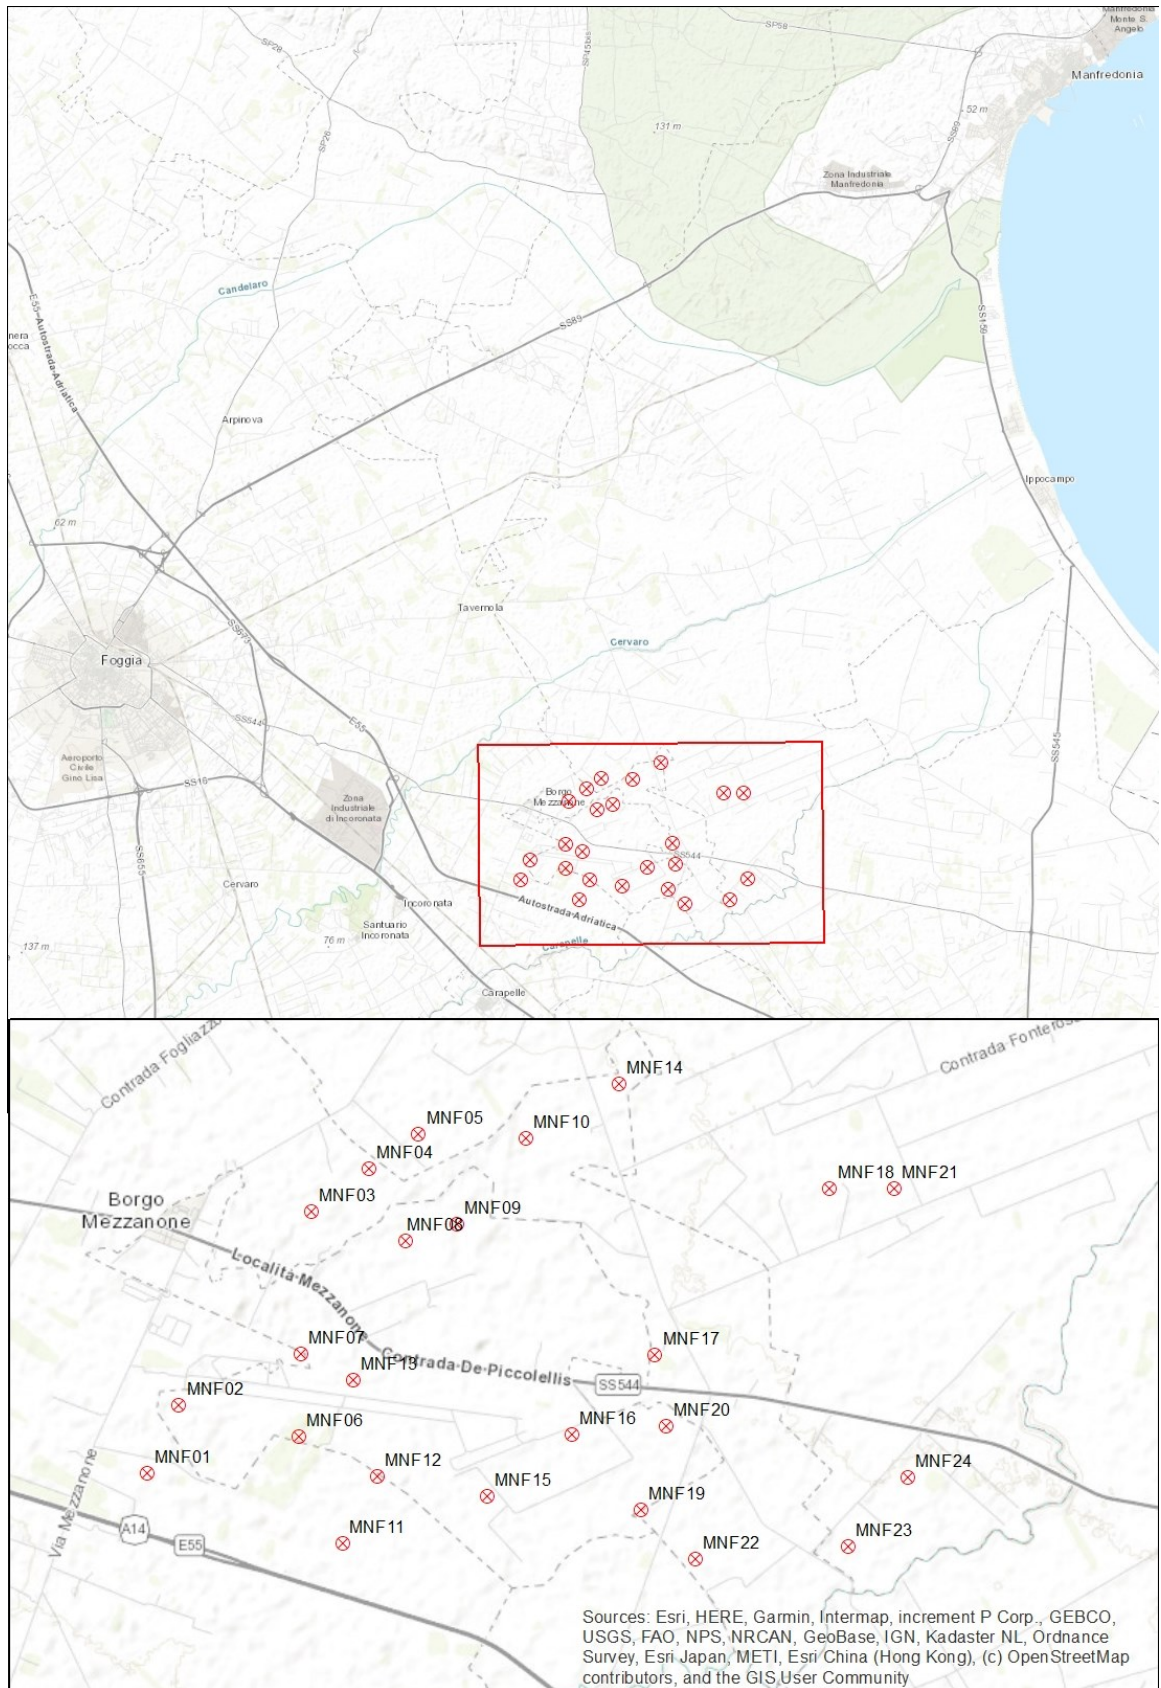 Manfredonia
Monte S.
Angelo
SP58
SP28
SP45bis
Manfredonia
52 m
SS89
131 m
SP26
Zona Industriale
Manfredonia
Candelaro
E55-Autostrada-Adriatica
SS89
SS159
nera
occa
Arpinova
Ippocampo
62 m
Tavernola
SS673
Cervaro
Foggia
SS544
E55
SS545
Aeroporto
Civile
Gino Lisa
SS16
Zona
Industriale
di Incoronata
Borgo
Mezzanone
SS544
SS655
Cervaro
Incoronata
Autostrada-Adriatica
Santuario
Incoronata
76 m
137 m
Carapelle
Carapelle
Contrada Fogliazzo
Contrada-Fonteros
MNF14
MNF05
MNF10
MNF04
MNF18
MNF21
MNF03
Borgo
Mezzanone
MNF09
MNF08
Località-Mezzanone
MNF07
MNF17
MNF13
Contrada-De-Piccolellis
SS544
MNF02
MNF20
MNF16
MNF06
MNF01
MNF12
MNF24
Via Mezzanone
MNF15
MNF19
A14
E55
MNF11
MNF23
MNF22
Sources: Esri, HERE, Garmin, Intermap, increment P Corp., GEBCO,
USGS, FAO, NPS, NRCAN, GeoBase, IGN, Kadaster NL, Ordnance
Survey, Esri Japan, METI, Esri China (Hong Kong), (c) OpenStreetMap
contributors, and the GIS User Community